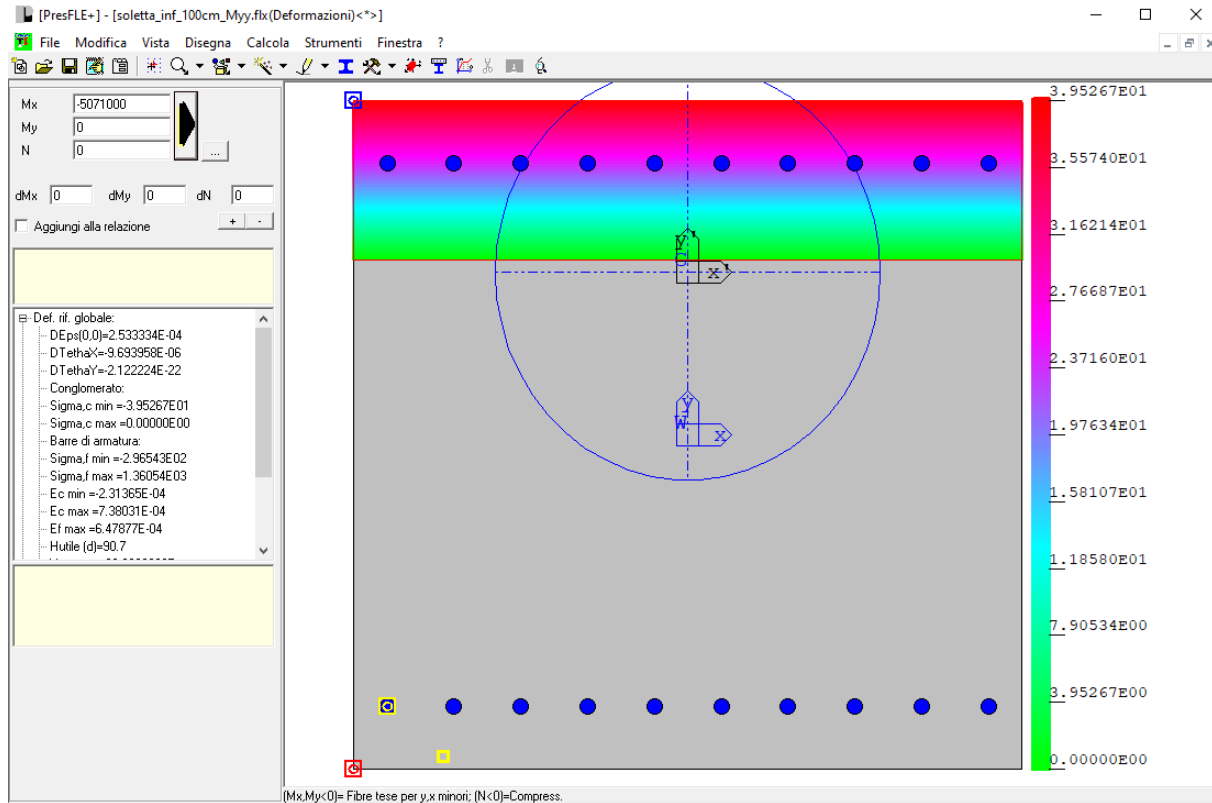 [PresFLE+] - [soletta_inf_100cm_Myy.flx(Deformazioni)<*>]
File Modifica Vista Disegna Calcola Strumenti Finestra ?
Mx -5071000
My 0
N 0
...
dMx 0 dMy 0 dN 0
Aggiungi alla relazione + -
Def. rif. globale:
DEps(0,0)=2.533334E-04
DTethaX=-9.693958E-06
DTethaY=-2.122224E-22
Conglomerato:
Sigma,c min =-3.95267E01
Sigma,c max =0.00000E00
Barre di armatura:
Sigma,f min =-2.96543E02
Sigma,f max =1.36054E03
Ec min =-2.31365E-04
Ec max =7.38031E-04
Ef max =6.47877E-04
Hutile (d)=90.7
y
G
x
y
W
x
3.95267E01
3.55740E01
3.16214E01
2.76687E01
2.37160E01
1.97634E01
1.58107E01
1.18580E01
7.90534E00
3.95267E00
0.00000E00
(Mx,My<0)= Fibre tese per y,x minori; (N<0)=Compress.